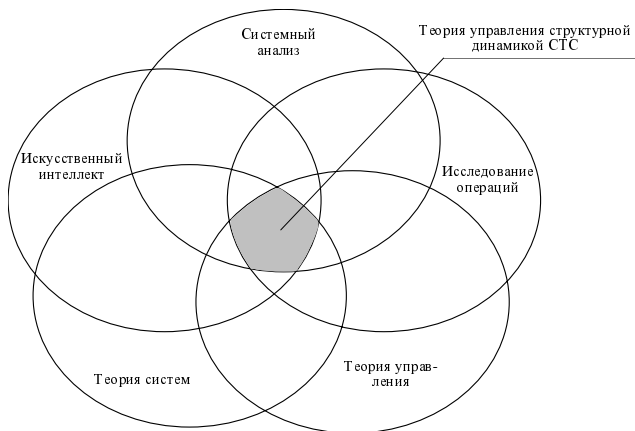 Системный
анализ
Теория управления структурной
динамикой СТС
Искусственный
интеллект
Исследование
операций
Теория систем
Теория управ-
ления